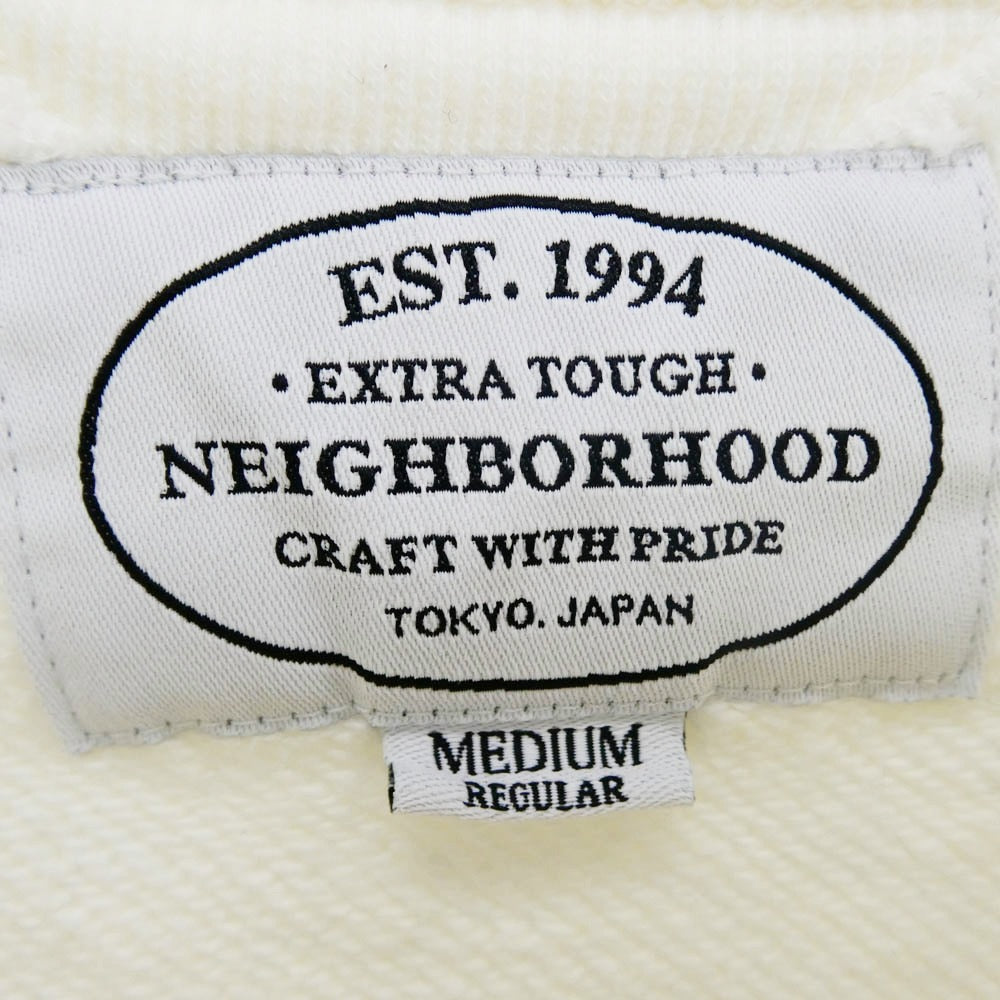 EST. 1994
• EXTRA TOUGH •
NEIGHBORHOOD
CRAFT WITH PRIDE
TOKYO. JAPAN
MEDIUM
REGULAR